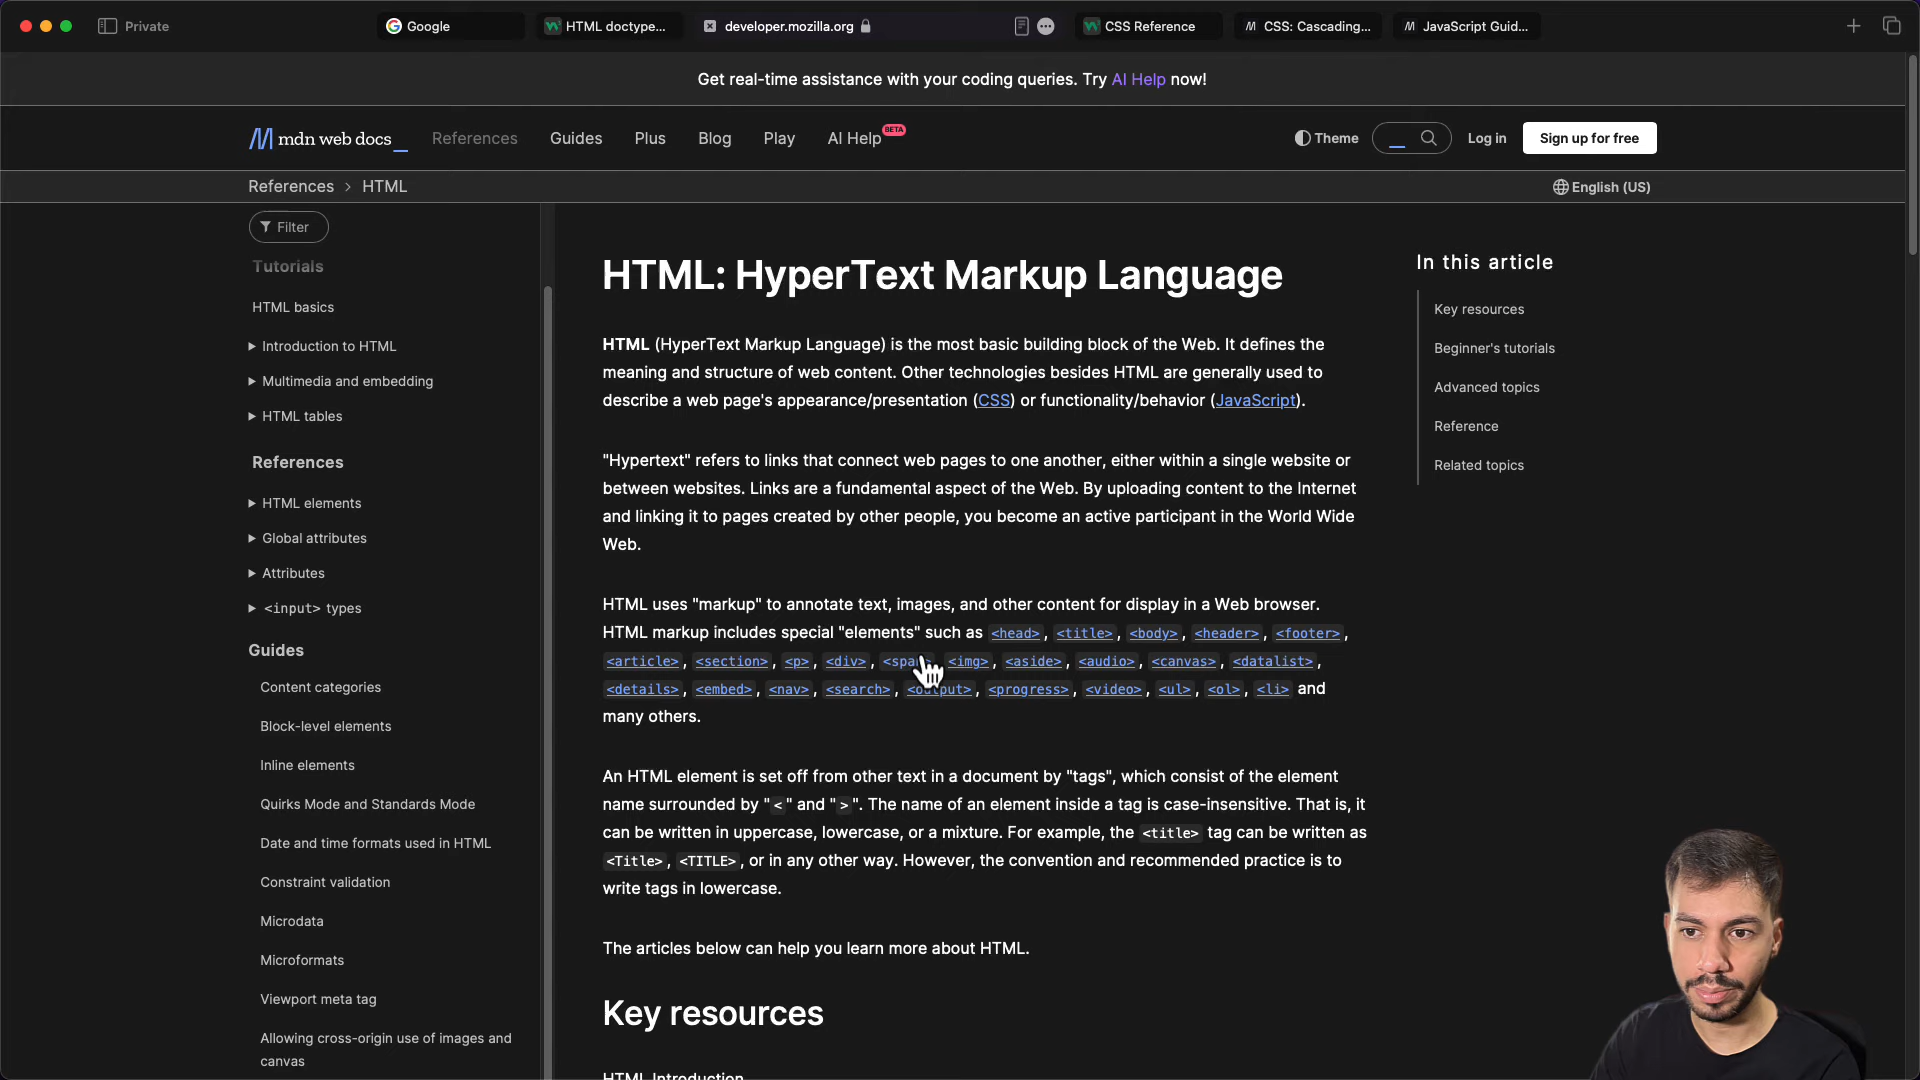 Private
Google
HTML doctype...
developer.mozilla.org
CSS Reference
CSS: Cascading...
JavaScript Guid...
Get real-time assistance with your coding queries. Try AI Help now!
mdn web docs_
References
Guides
Plus
Blog
Play
AI Help
BETA
Theme
Log in
Sign up for free
References > HTML
English (US)
Filter
Tutorials
HTML basics
Introduction to HTML
Multimedia and embedding
HTML tables
References
HTML elements
Global attributes
Attributes
<input> types
Guides
Content categories
Block-level elements
Inline elements
Quirks Mode and Standards Mode
Date and time formats used in HTML
Constraint validation
Microdata
Microformats
Viewport meta tag
Allowing cross-origin use of images and
canvas
HTML: HyperText Markup Language
HTML (HyperText Markup Language) is the most basic building block of the Web. It defines the
meaning and structure of web content. Other technologies besides HTML are generally used to
describe a web page's appearance/presentation (CSS) or functionality/behavior (JavaScript).
"Hypertext" refers to links that connect web pages to one another, either within a single website or
between websites. Links are a fundamental aspect of the Web. By uploading content to the Internet
and linking it to pages created by other people, you become an active participant in the World Wide
Web.
HTML uses "markup" to annotate text, images, and other content for display in a Web browser.
HTML markup includes special "elements" such as <head>, <title>, <body>, <header>, <footer>,
<article>, <section>, <p>, <div>, <span>, <img>, <aside>, <audio>, <canvas>, <datalist>,
<details>, <embed>, <nav>, <search>, <output>, <progress>, <video>, <ul>, <ol>, <li> and
many others.
An HTML element is set off from other text in a document by "tags", which consist of the element
name surrounded by "<" and ">". The name of an element inside a tag is case-insensitive. That is, it
can be written in uppercase, lowercase, or a mixture. For example, the <title> tag can be written as
<Title>, <TITLE>, or in any other way. However, the convention and recommended practice is to
write tags in lowercase.
The articles below can help you learn more about HTML.
Key resources
HTML Introduction
In this article
Key resources
Beginner's tutorials
Advanced topics
Reference
Related topics